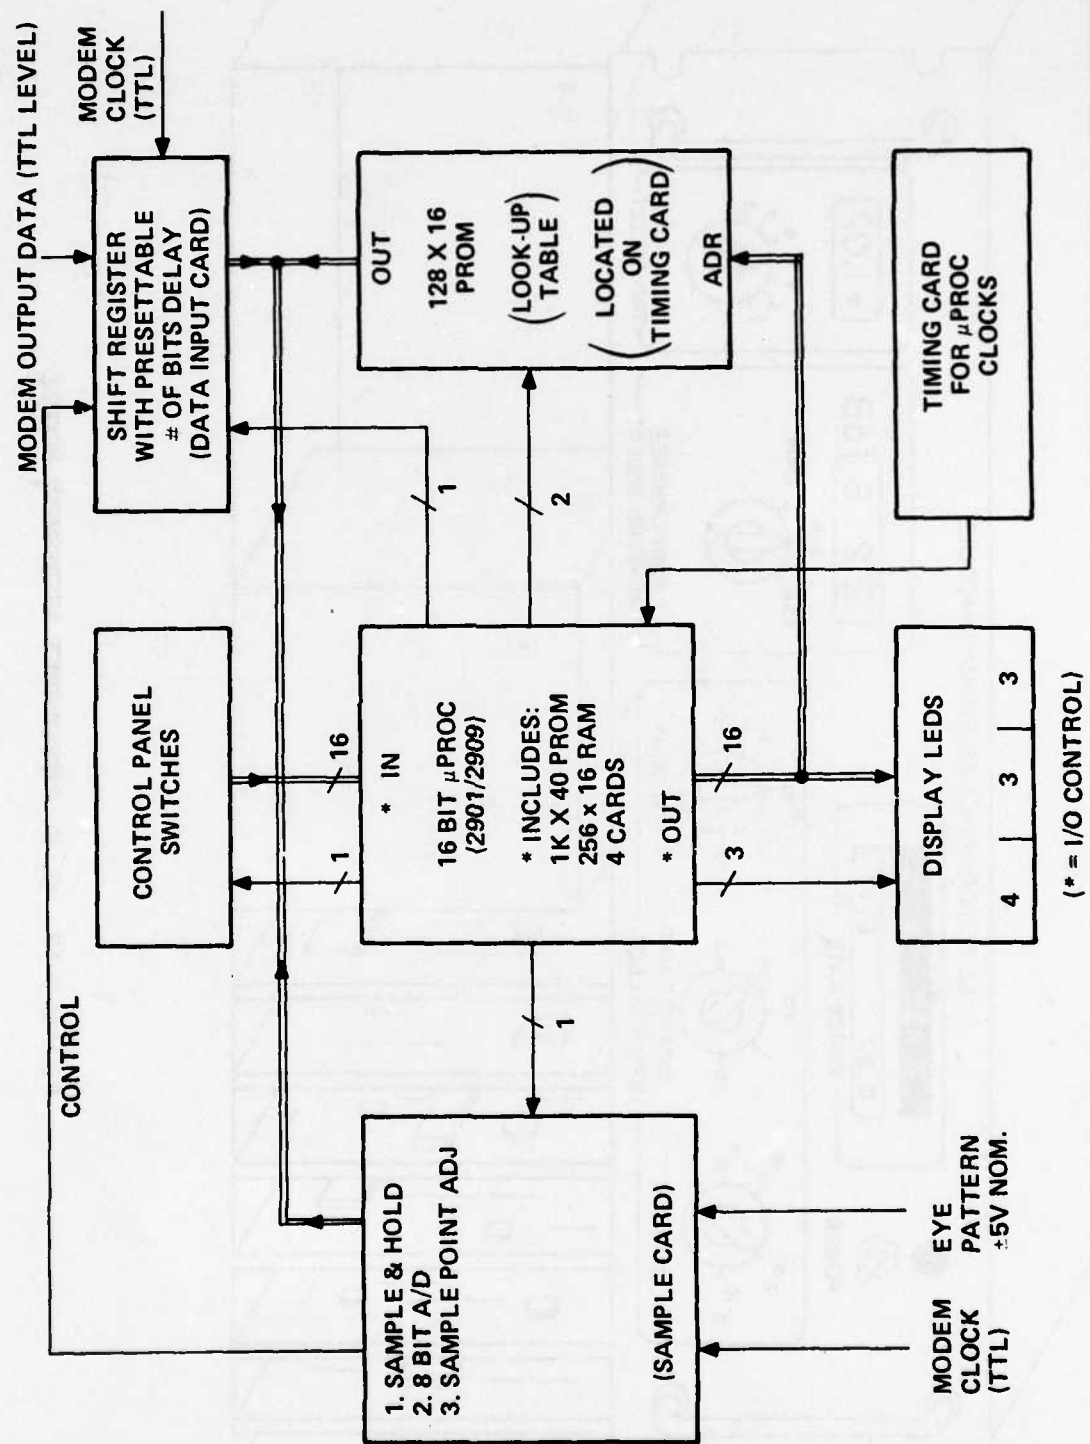 MODEM OUTPUT DATA (TTL LEVEL)
MODEM
CLOCK
(TTL)
CONTROL
SHIFT REGISTER
WITH PRESETTABLE
# OF BITS DELAY
(DATA INPUT CARD)
CONTROL PANEL
SWITCHES
OUT
128 X 16
PROM
(LOOK-UP
TABLE)
(LOCATED
ON
TIMING CARD)
ADR
1
2
1
16
* IN
16 BIT µPROC
(2901/2909)
* INCLUDES:
1K X 40 PROM
256 x 16 RAM
4 CARDS
* OUT
3
16
1
1. SAMPLE & HOLD
2. 8 BIT A/D
3. SAMPLE POINT ADJ
(SAMPLE CARD)
MODEM
CLOCK
(TTL)
EYE
PATTERN
±5V NOM.
DISPLAY LEDS
4 3 3
(* = I/O CONTROL)
TIMING CARD
FOR µPROC
CLOCKS